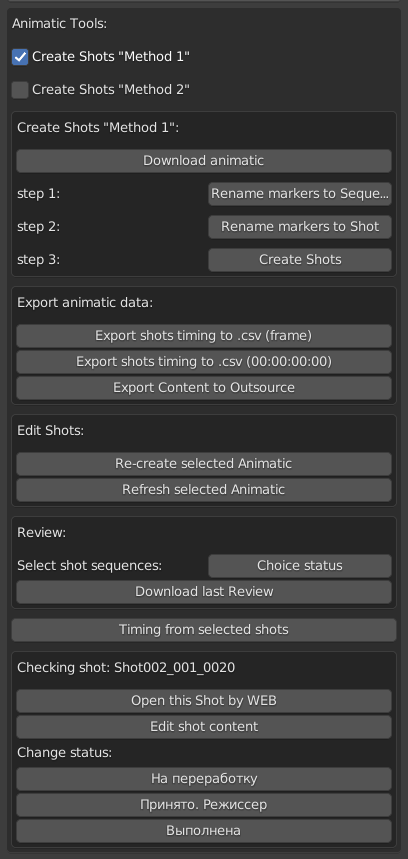 Animatic Tools:
Create Shots "Method 1"
Create Shots "Method 2"
Create Shots "Method 1":
Download animatic
step 1: Rename markers to Seque...
step 2: Rename markers to Shot
step 3: Create Shots
Export animatic data:
Export shots timing to .csv (frame)
Export shots timing to .csv (00:00:00:00)
Export Content to Outsource
Edit Shots:
Re-create selected Animatic
Refresh selected Animatic
Review:
Select shot sequences: Choice status
Download last Review
Timing from selected shots
Checking shot: Shot002_001_0020
Open this Shot by WEB
Edit shot content
Change status:
На переработку
Принято. Режиссер
Выполнена